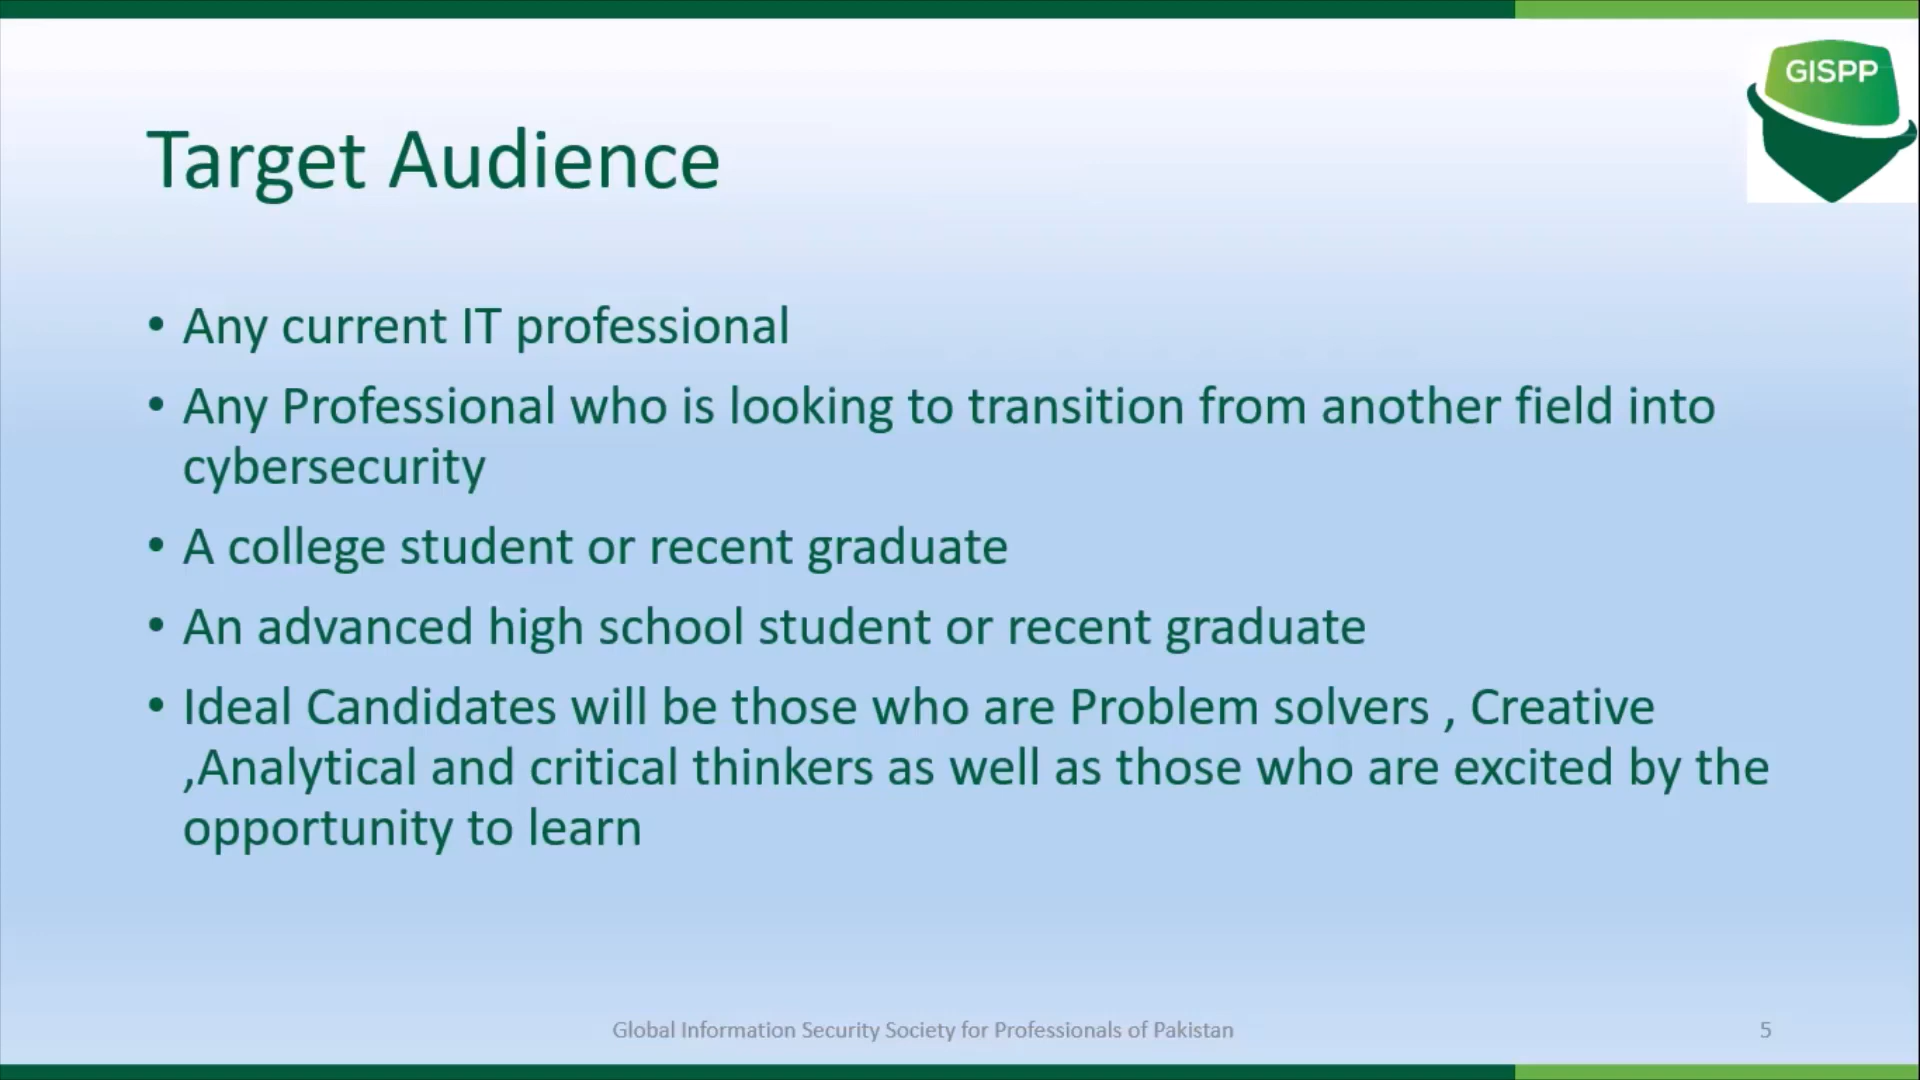 GISPP
Target Audience
• Any current IT professional
• Any Professional who is looking to transition from another field into
cybersecurity
• A college student or recent graduate
• An advanced high school student or recent graduate
• Ideal Candidates will be those who are Problem solvers , Creative
,Analytical and critical thinkers as well as those who are excited by the
opportunity to learn
Global Information Security Society for Professionals of Pakistan
5